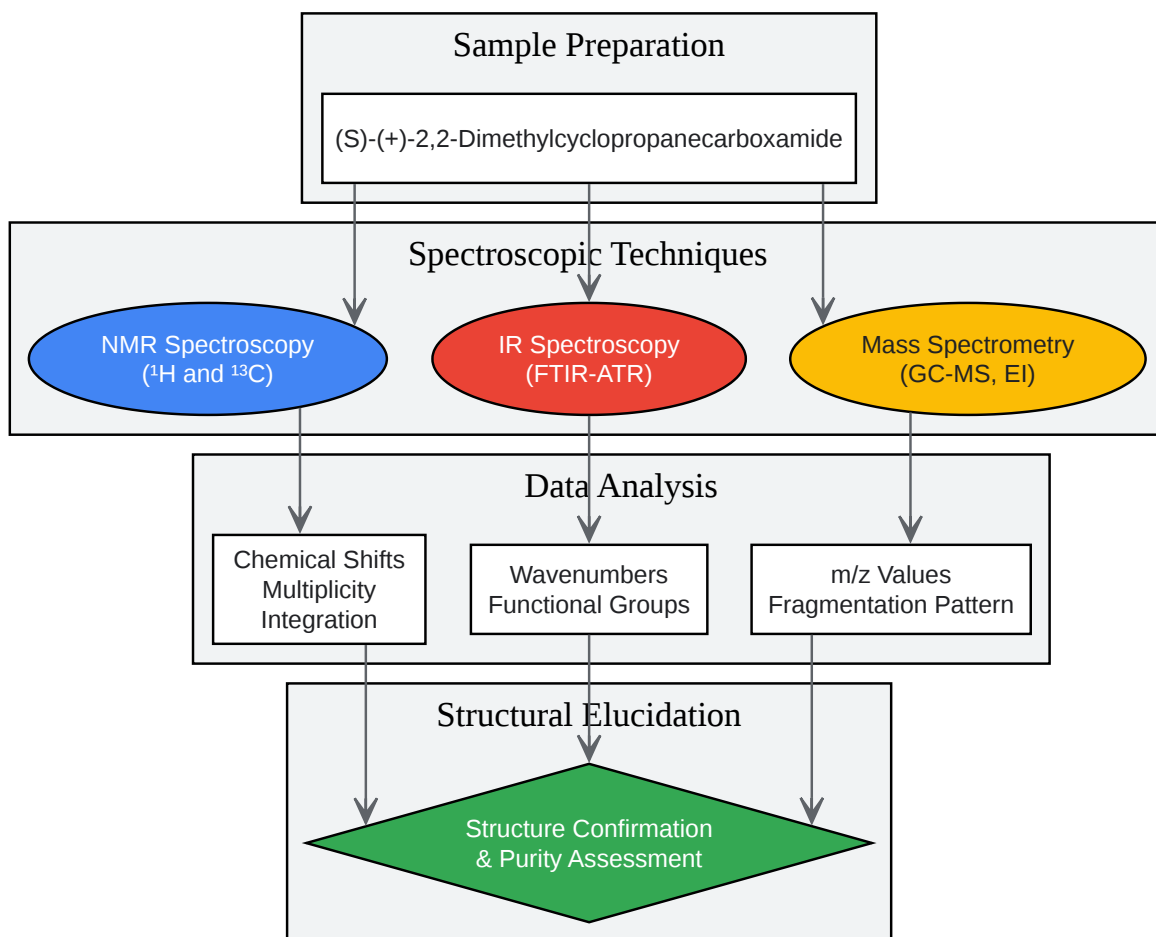 Sample Preparation
(S)-(+)-2,2-Dimethylcyclopropanecarboxamide
Spectroscopic Techniques
NMR Spectroscopy
(¹H and ¹³C)
IR Spectroscopy
(FTIR-ATR)
Mass Spectrometry
(GC-MS, EI)
Data Analysis
Chemical Shifts
Multiplicity
Integration
Wavenumbers
Functional Groups
m/z Values
Fragmentation Pattern
Structural Elucidation
Structure Confirmation
& Purity Assessment